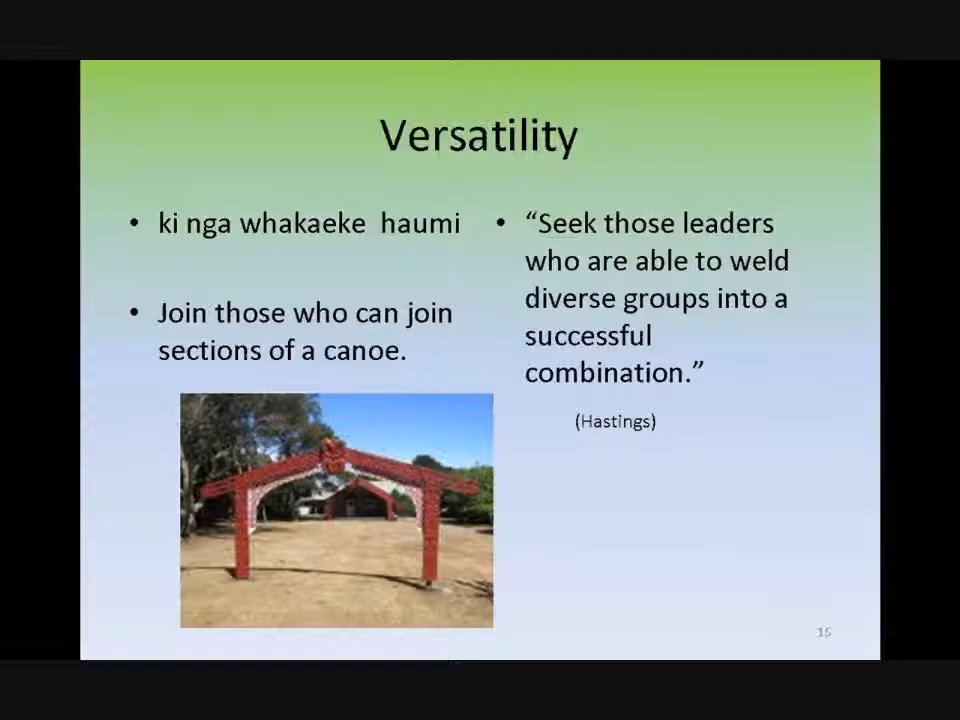 Versatility
• ki nga whakaeke  haumi
• Join those who can join
sections of a canoe.
• “Seek those leaders
who are able to weld
diverse groups into a
successful
combination.”
(Hastings)
15